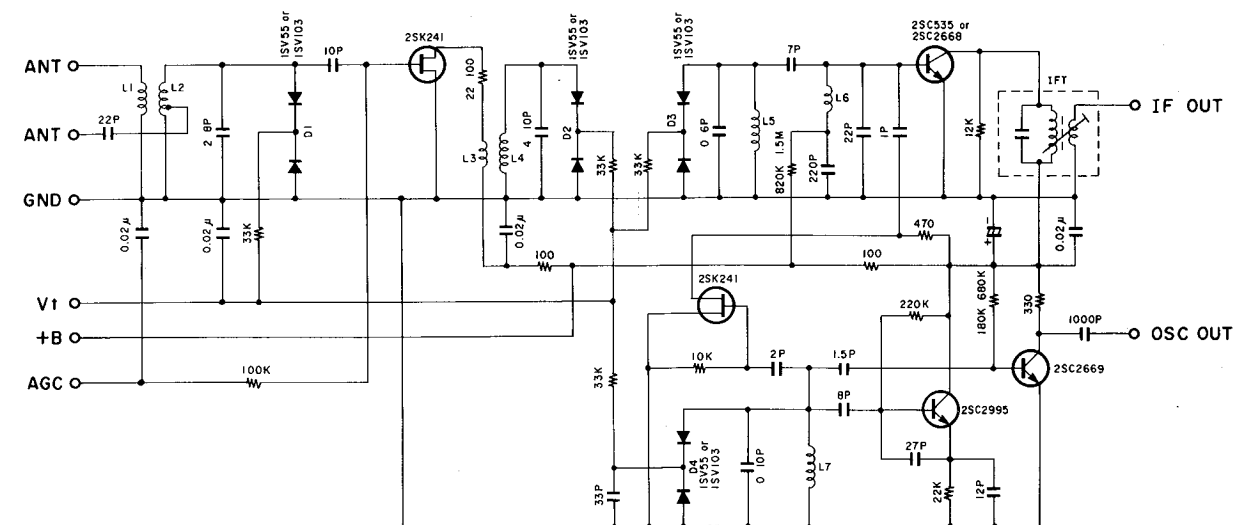 1SV55 or
1SV103
1SV55 or
1SV103
1SV55 or
1SV103
2SC535 or
2SC2668
2SK241
10P
7P
ANT
L1
L2
22 100
IFT
22P
ANT
2 8P
D1
L3
L4
4 10P
D2
33K
33K
D3
0 6P
L5
L6
820K 1.5M
220P
22P
1P
12K
IF OUT
GND
0.02μ
0.02μ
33K
0.02μ
100
470
100
+
-
0.02μ
Vt
2SK241
220K
180K 680K
330
1000P
+B
OSC OUT
AGC
100K
33K
10K
2P
1.5P
2SC2669
8P
2SC2995
D4
1SV55 or
1SV103
0 10P
L7
27P
33P
22K
12P